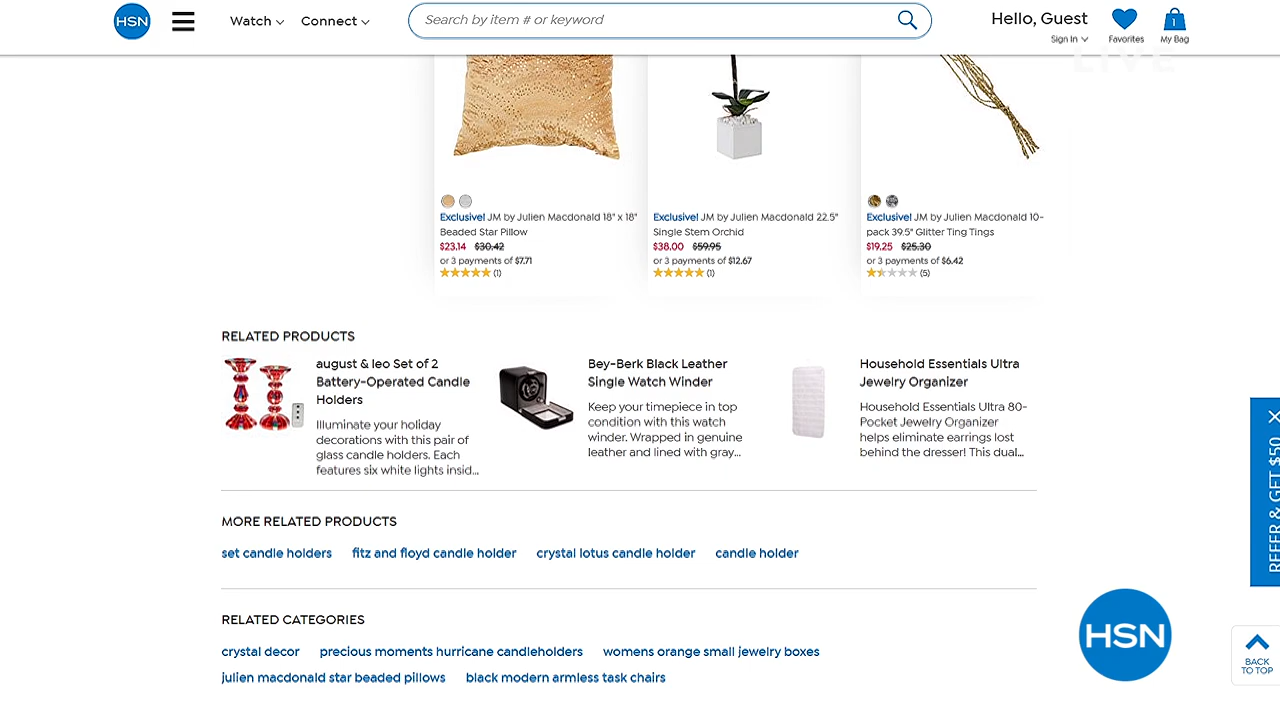 HSN
Watch
Connect
Search by item # or keyword
Hello, Guest
Sign In
Favorites
1
My Bag
LIVE
Exclusive! JM by Julien Macdonald 18" x 18"
Beaded Star Pillow
$23.14 $30.42
or 3 payments of $7.71
(1)
Exclusive! JM by Julien Macdonald 22.5"
Single Stem Orchid
$38.00 $59.95
or 3 payments of $12.67
(1)
Exclusive! JM by Julien Macdonald 10-
pack 39.5" Glitter Ting Tings
$19.25 $25.30
or 3 payments of $6.42
(5)
RELATED PRODUCTS
august & leo Set of 2
Battery-Operated Candle
Holders
Illuminate your holiday
decorations with this pair of
glass candle holders. Each
features six white lights insid...
Bey-Berk Black Leather
Single Watch Winder
Keep your timepiece in top
condition with this watch
winder. Wrapped in genuine
leather and lined with gray...
Household Essentials Ultra
Jewelry Organizer
Household Essentials Ultra 80-
Pocket Jewelry Organizer
helps eliminate earrings lost
behind the dresser! This dual...
REFER & GET $50
MORE RELATED PRODUCTS
set candle holders fitz and floyd candle holder crystal lotus candle holder candle holder
RELATED CATEGORIES
crystal decor precious moments hurricane candleholders womens orange small jewelry boxes
julien macdonald star beaded pillows black modern armless task chairs
HSN
BACK
TO TOP